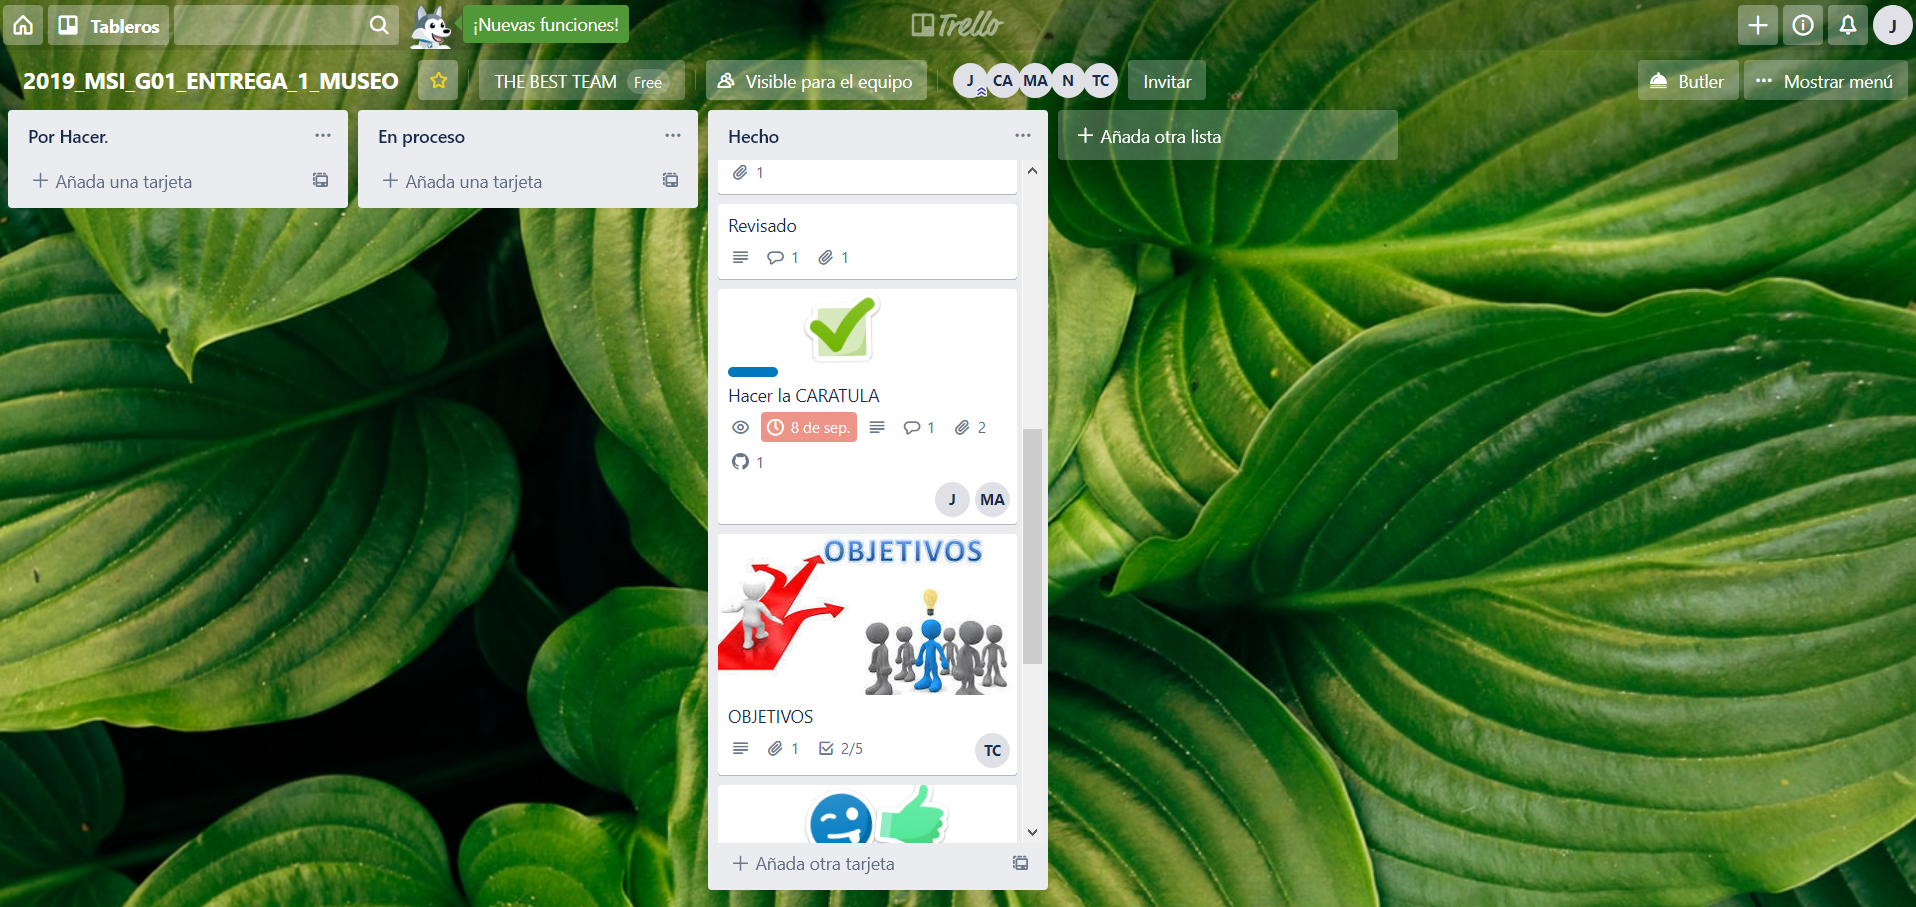 Tableros
¡Nuevas funciones!
Trello
J
2019_MSI_G01_ENTREGA_1_MUSEO
THE BEST TEAM Free
Visible para el equipo
J CA MA N TC
Invitar
Butler
Mostrar menú
Por Hacer.
Añada una tarjeta
En proceso
Añada una tarjeta
Hecho
1
Revisado
1 1
Hacer la CARATULA
8 de sep. 1 2
1
J MA
OBJETIVOS
OBJETIVOS
1 2/5
TC
Añada otra tarjeta
Añada otra lista